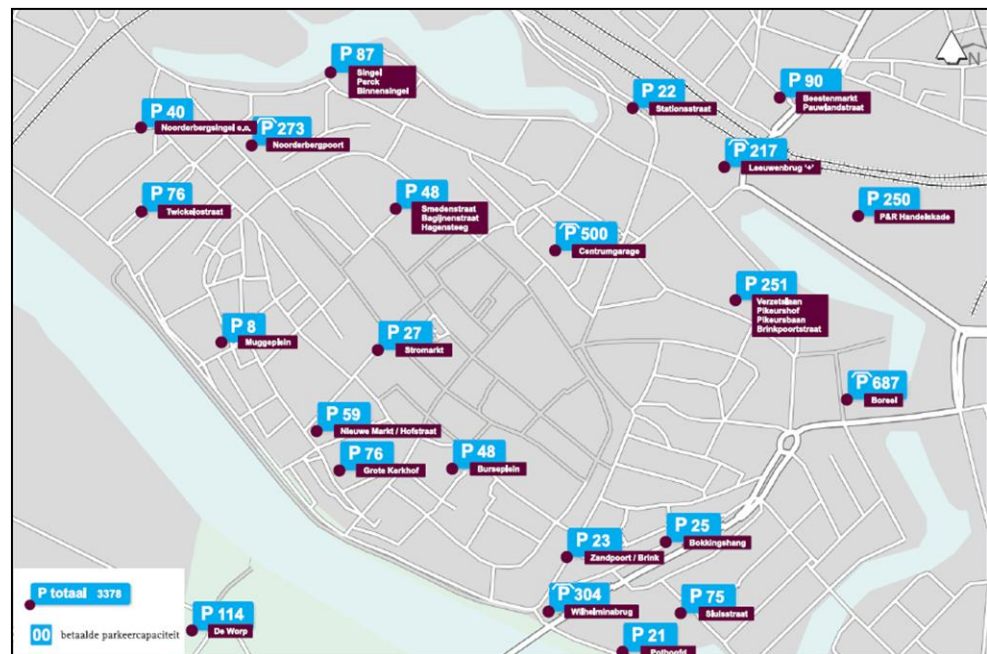 P 87
Singel
Perck
Binnensingel
P 22
Stationsstraat
P 90
Beestenmarkt
Pauwlandstraat
N
P 40
Noorderbergsingel e.o.
P 273
Noorderbergpoort
P 217
Leeuwenbrug '+'
P 76
Twickelostraat
P 48
Smedenstraat
Bagijnenstraat
Hagensteeg
P 250
P&R Handelskade
P 500
Centrumgarage
P 251
Verzetslaan
Pikeurshof
Pikeursbaan
Brinkpoortstraat
P 8
Muggeplein
P 27
Stromarkt
P 687
Boreel
P 59
Nieuwe Markt / Hofstraat
P 76
Grote Kerkhof
P 48
Burseplein
P 25
Bokkingshang
P 23
Zandpoort / Brink
P totaal 3378
00 betaalde parkeercapaciteit
P 114
De Worp
P 304
Wilhelminabrug
P 75
Sluisstraat
P 21
Pothoofd